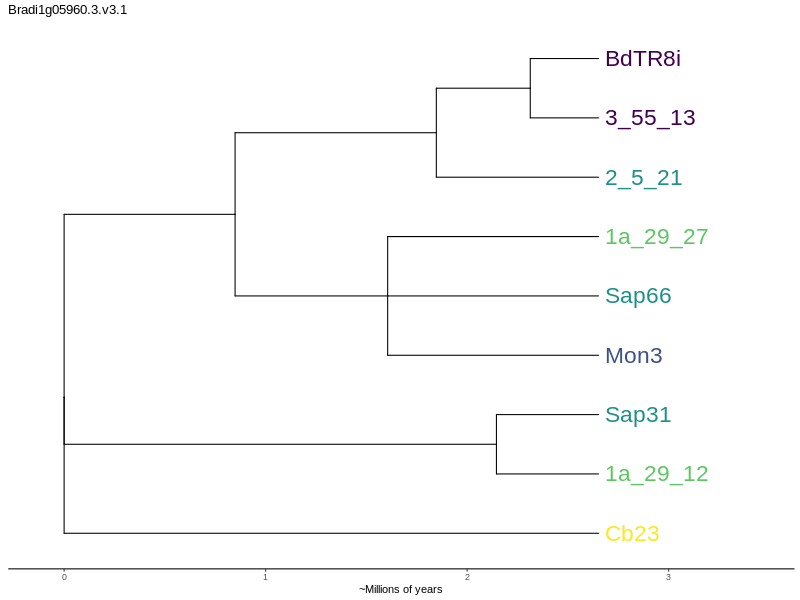 Bradi1g05960.3.v3.1
BdTR8i
3_55_13
2_5_21
1a_29_27
Sap66
Mon3
Sap31
1a_29_12
Cb23
0 1 2 3
~Millions of years